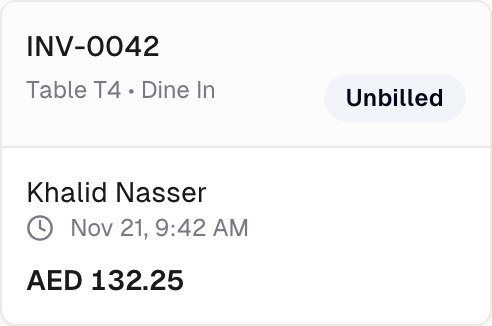 INV-0042
Table T4 • Dine In
Unbilled
Khalid Nasser
Nov 21, 9:42 AM
AED 132.25